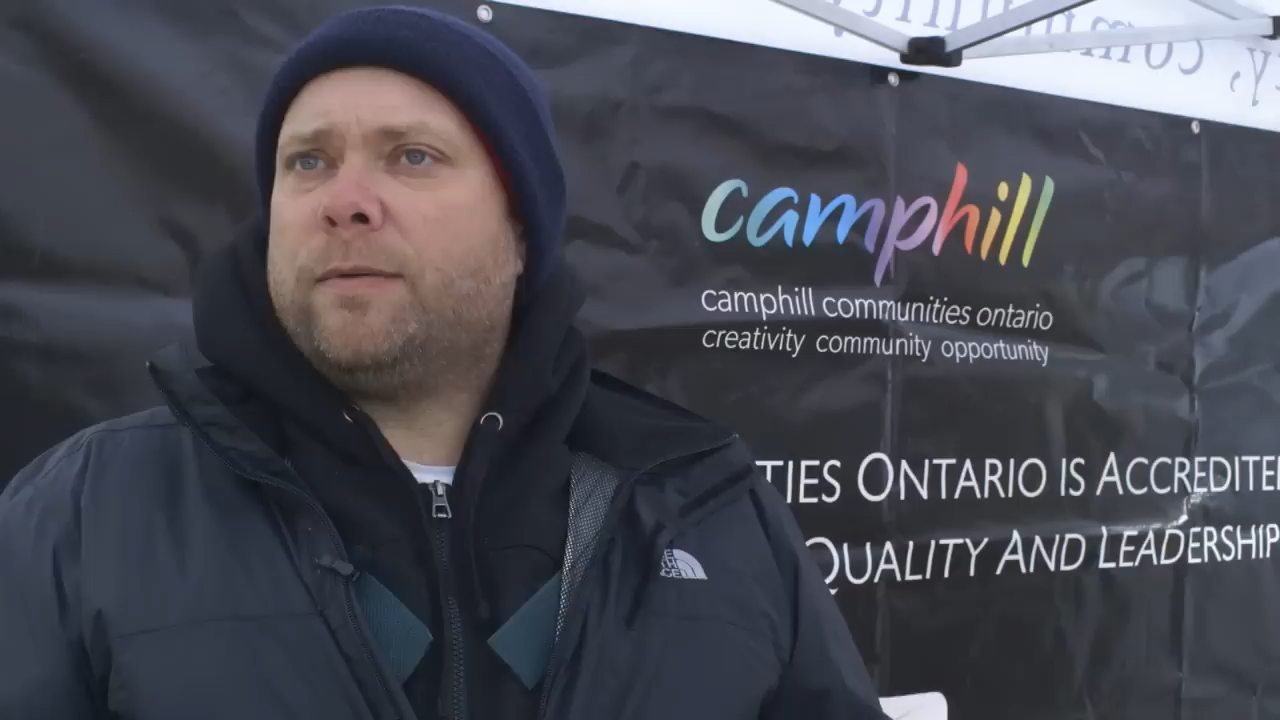 camphill
camphill communities ontario
creativity community opportunity
TIES ONTARIO IS ACCREDITE
QUALITY AND LEADERSHIP